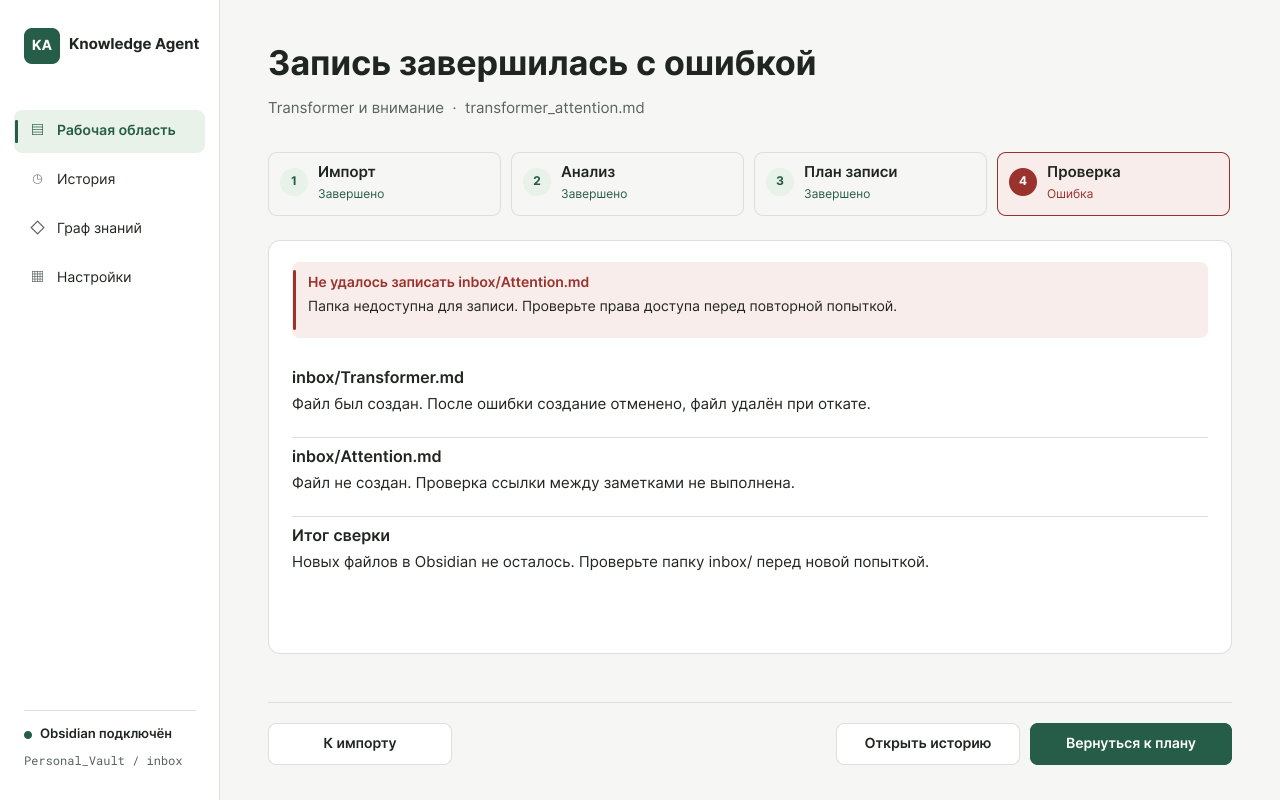 KA
Knowledge Agent
Рабочая область
История
Граф знаний
Настройки
Obsidian подключён
Personal_Vault / inbox
Запись завершилась с ошибкой
Transformer и внимание · transformer_attention.md
1
Импорт
Завершено
2
Анализ
Завершено
3
План записи
Завершено
4
Проверка
Ошибка
Не удалось записать inbox/Attention.md
Папка недоступна для записи. Проверьте права доступа перед повторной попыткой.
inbox/Transformer.md
Файл был создан. После ошибки создание отменено, файл удалён при откате.
inbox/Attention.md
Файл не создан. Проверка ссылки между заметками не выполнена.
Итог сверки
Новых файлов в Obsidian не осталось. Проверьте папку inbox/ перед новой попыткой.
К импорту
Открыть историю
Вернуться к плану